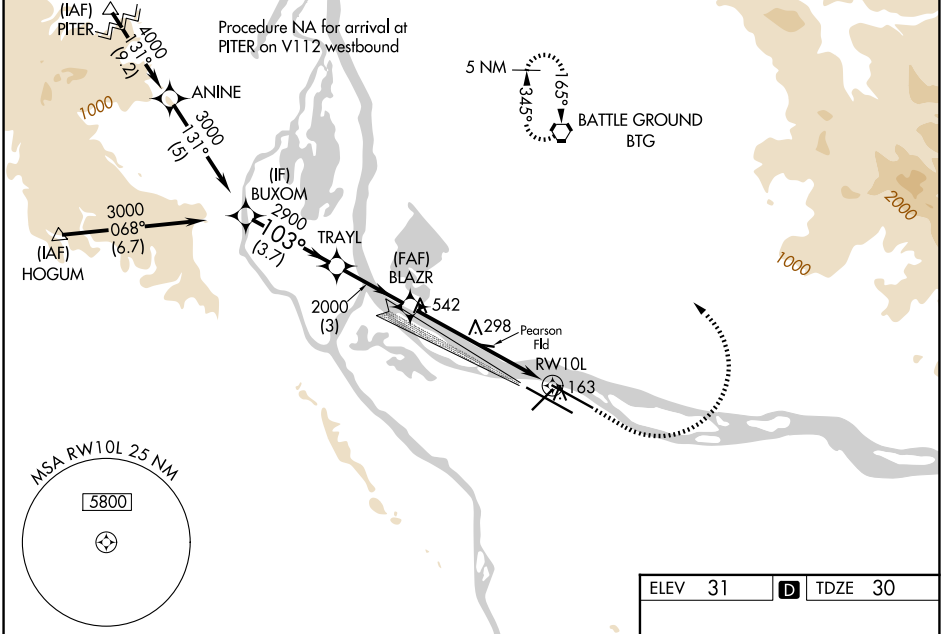 (IAF)
PITER
4000
131°
(9.2)
Procedure NA for arrival at
PITER on V112 westbound
5 NM
345°
165°
BATTLE GROUND
BTG
ANINE
1000
3000
131°
(5)
(IF)
BUXOM
2900
103°
(3.7)
3000
068°
(6.7)
(IAF)
HOGUM
TRAYL
2000
(3)
(FAF)
BLAZR
542
298
Pearson
Fld
RW10L
163
2000
1000
MSA RW10L 25 NM
5800
ELEV 31 D TDZE 30